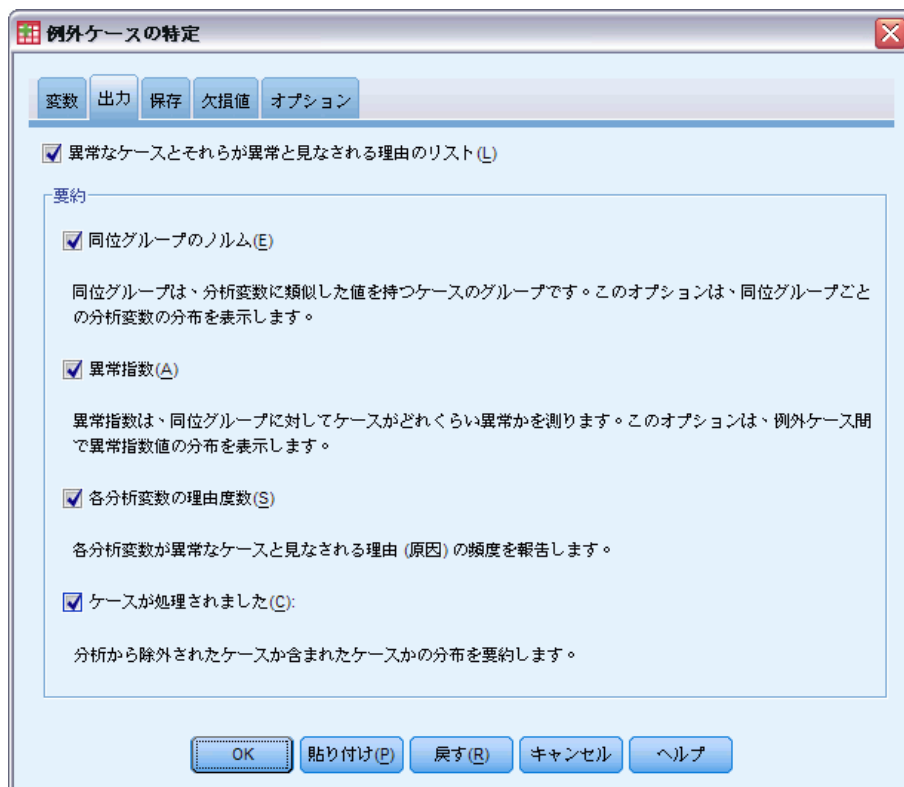 例外ケースの特定
変数 出力 保存 欠損値 オプション
異常なケースとそれらが異常と見なされる理由のリスト(L)
要約
同位グループのノルム(E)
同位グループは、分析変数に類似した値を持つケースのグループです。このオプションは、同位グループごと
の分析変数の分布を表示します。
異常指数(A)
異常指数は、同位グループに対してケースがどれくらい異常かを測ります。このオプションは、例外ケース間
で異常指数値の分布を表示します。
各分析変数の理由度数(S)
各分析変数が異常なケースと見なされる理由 (原因) の頻度を報告します。
ケースが処理されました(C):
分析から除外されたケースか含まれたケースかの分布を要約します。
OK 貼り付け(P) 戻す(R) キャンセル ヘルプ